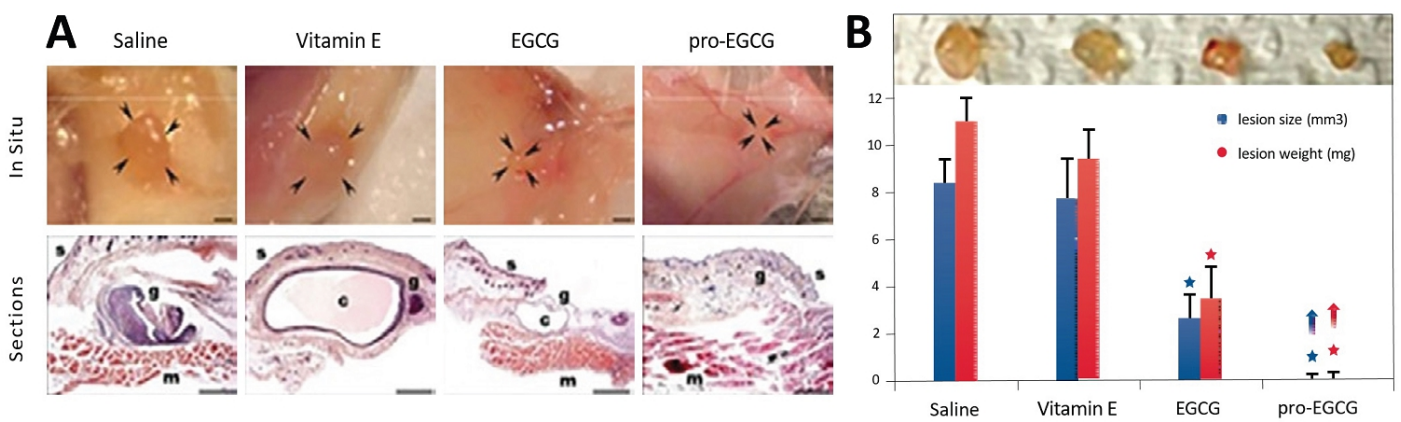 A
Saline
Vitamin E
EGCG
pro-EGCG
In Situ
Sections
s
g
m
s
c
g
s
g
c
m
g
s
m
B
12
10
8
6
4
2
0
lesion size (mm3)
lesion weight (mg)
Saline
Vitamin E
EGCG
pro-EGCG